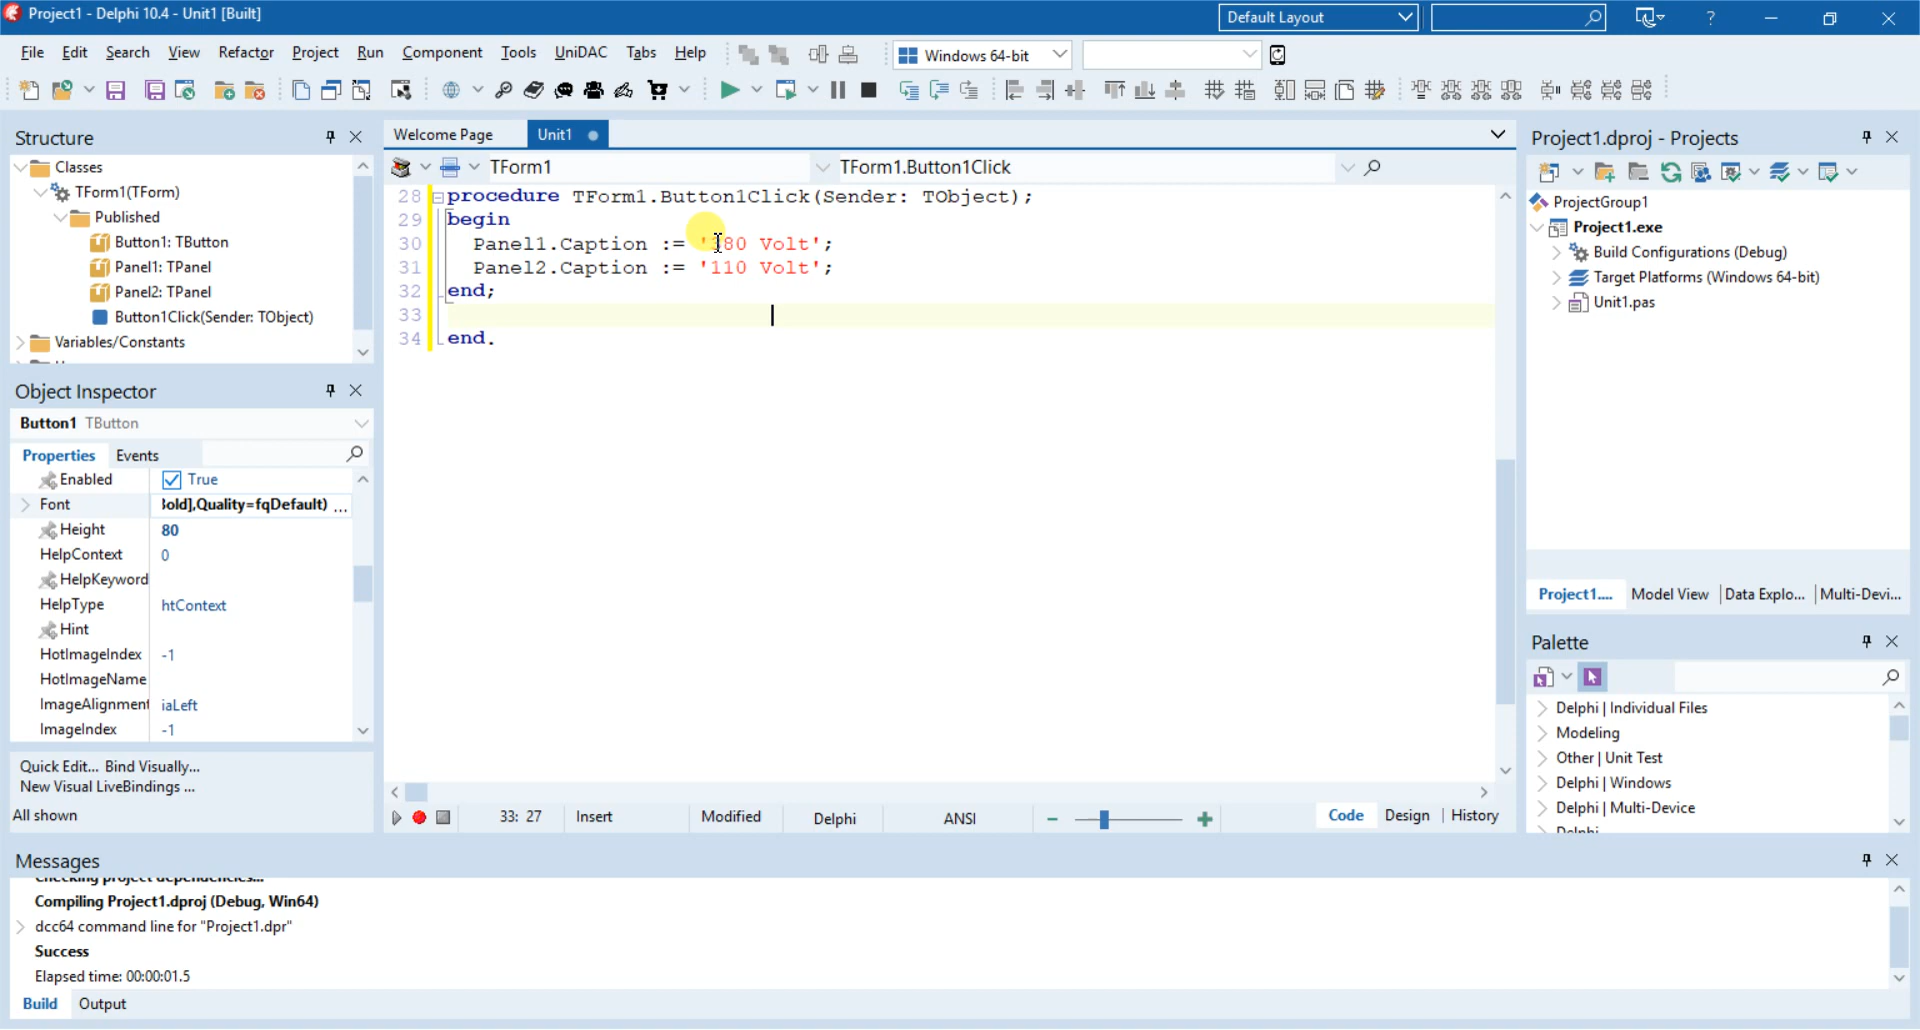 Project1 - Delphi 10.4 - Unit1 [Built]
Default Layout
File Edit Search View Refactor Project Run Component Tools UniDAC Tabs Help
Windows 64-bit
Structure
Classes
TForm1(TForm)
Published
Button1: TButton
Panel1: TPanel
Panel2: TPanel
Button1Click(Sender: TObject)
Variables/Constants
Object Inspector
Button1 TButton
Properties Events
Enabled True
Font Bold],Quality=fqDefault) ...
Height 80
HelpContext 0
HelpKeyword
HelpType htContext
Hint
HotImageIndex -1
HotImageName
ImageAlignment iaLeft
ImageIndex -1
Quick Edit... Bind Visually...
New Visual LiveBindings ...
All shown
Welcome Page Unit1
TForm1 TForm1.Button1Click
28 procedure TForm1.Button1Click(Sender: TObject);
29 begin
30 Panel1.Caption := '380 Volt';
31 Panel2.Caption := '110 Volt';
32 end;
33
34 end.
33: 27 Insert Modified Delphi ANSI Code Design History
Project1.dproj - Projects
ProjectGroup1
Project1.exe
Build Configurations (Debug)
Target Platforms (Windows 64-bit)
Unit1.pas
Project1.... Model View Data Explo... Multi-Devi...
Palette
Delphi | Individual Files
Modeling
Other | Unit Test
Delphi | Windows
Delphi | Multi-Device
Delphi
Messages
Checking project dependencies...
Compiling Project1.dproj (Debug, Win64)
dcc64 command line for "Project1.dpr"
Success
Elapsed time: 00:00:01.5
Build Output